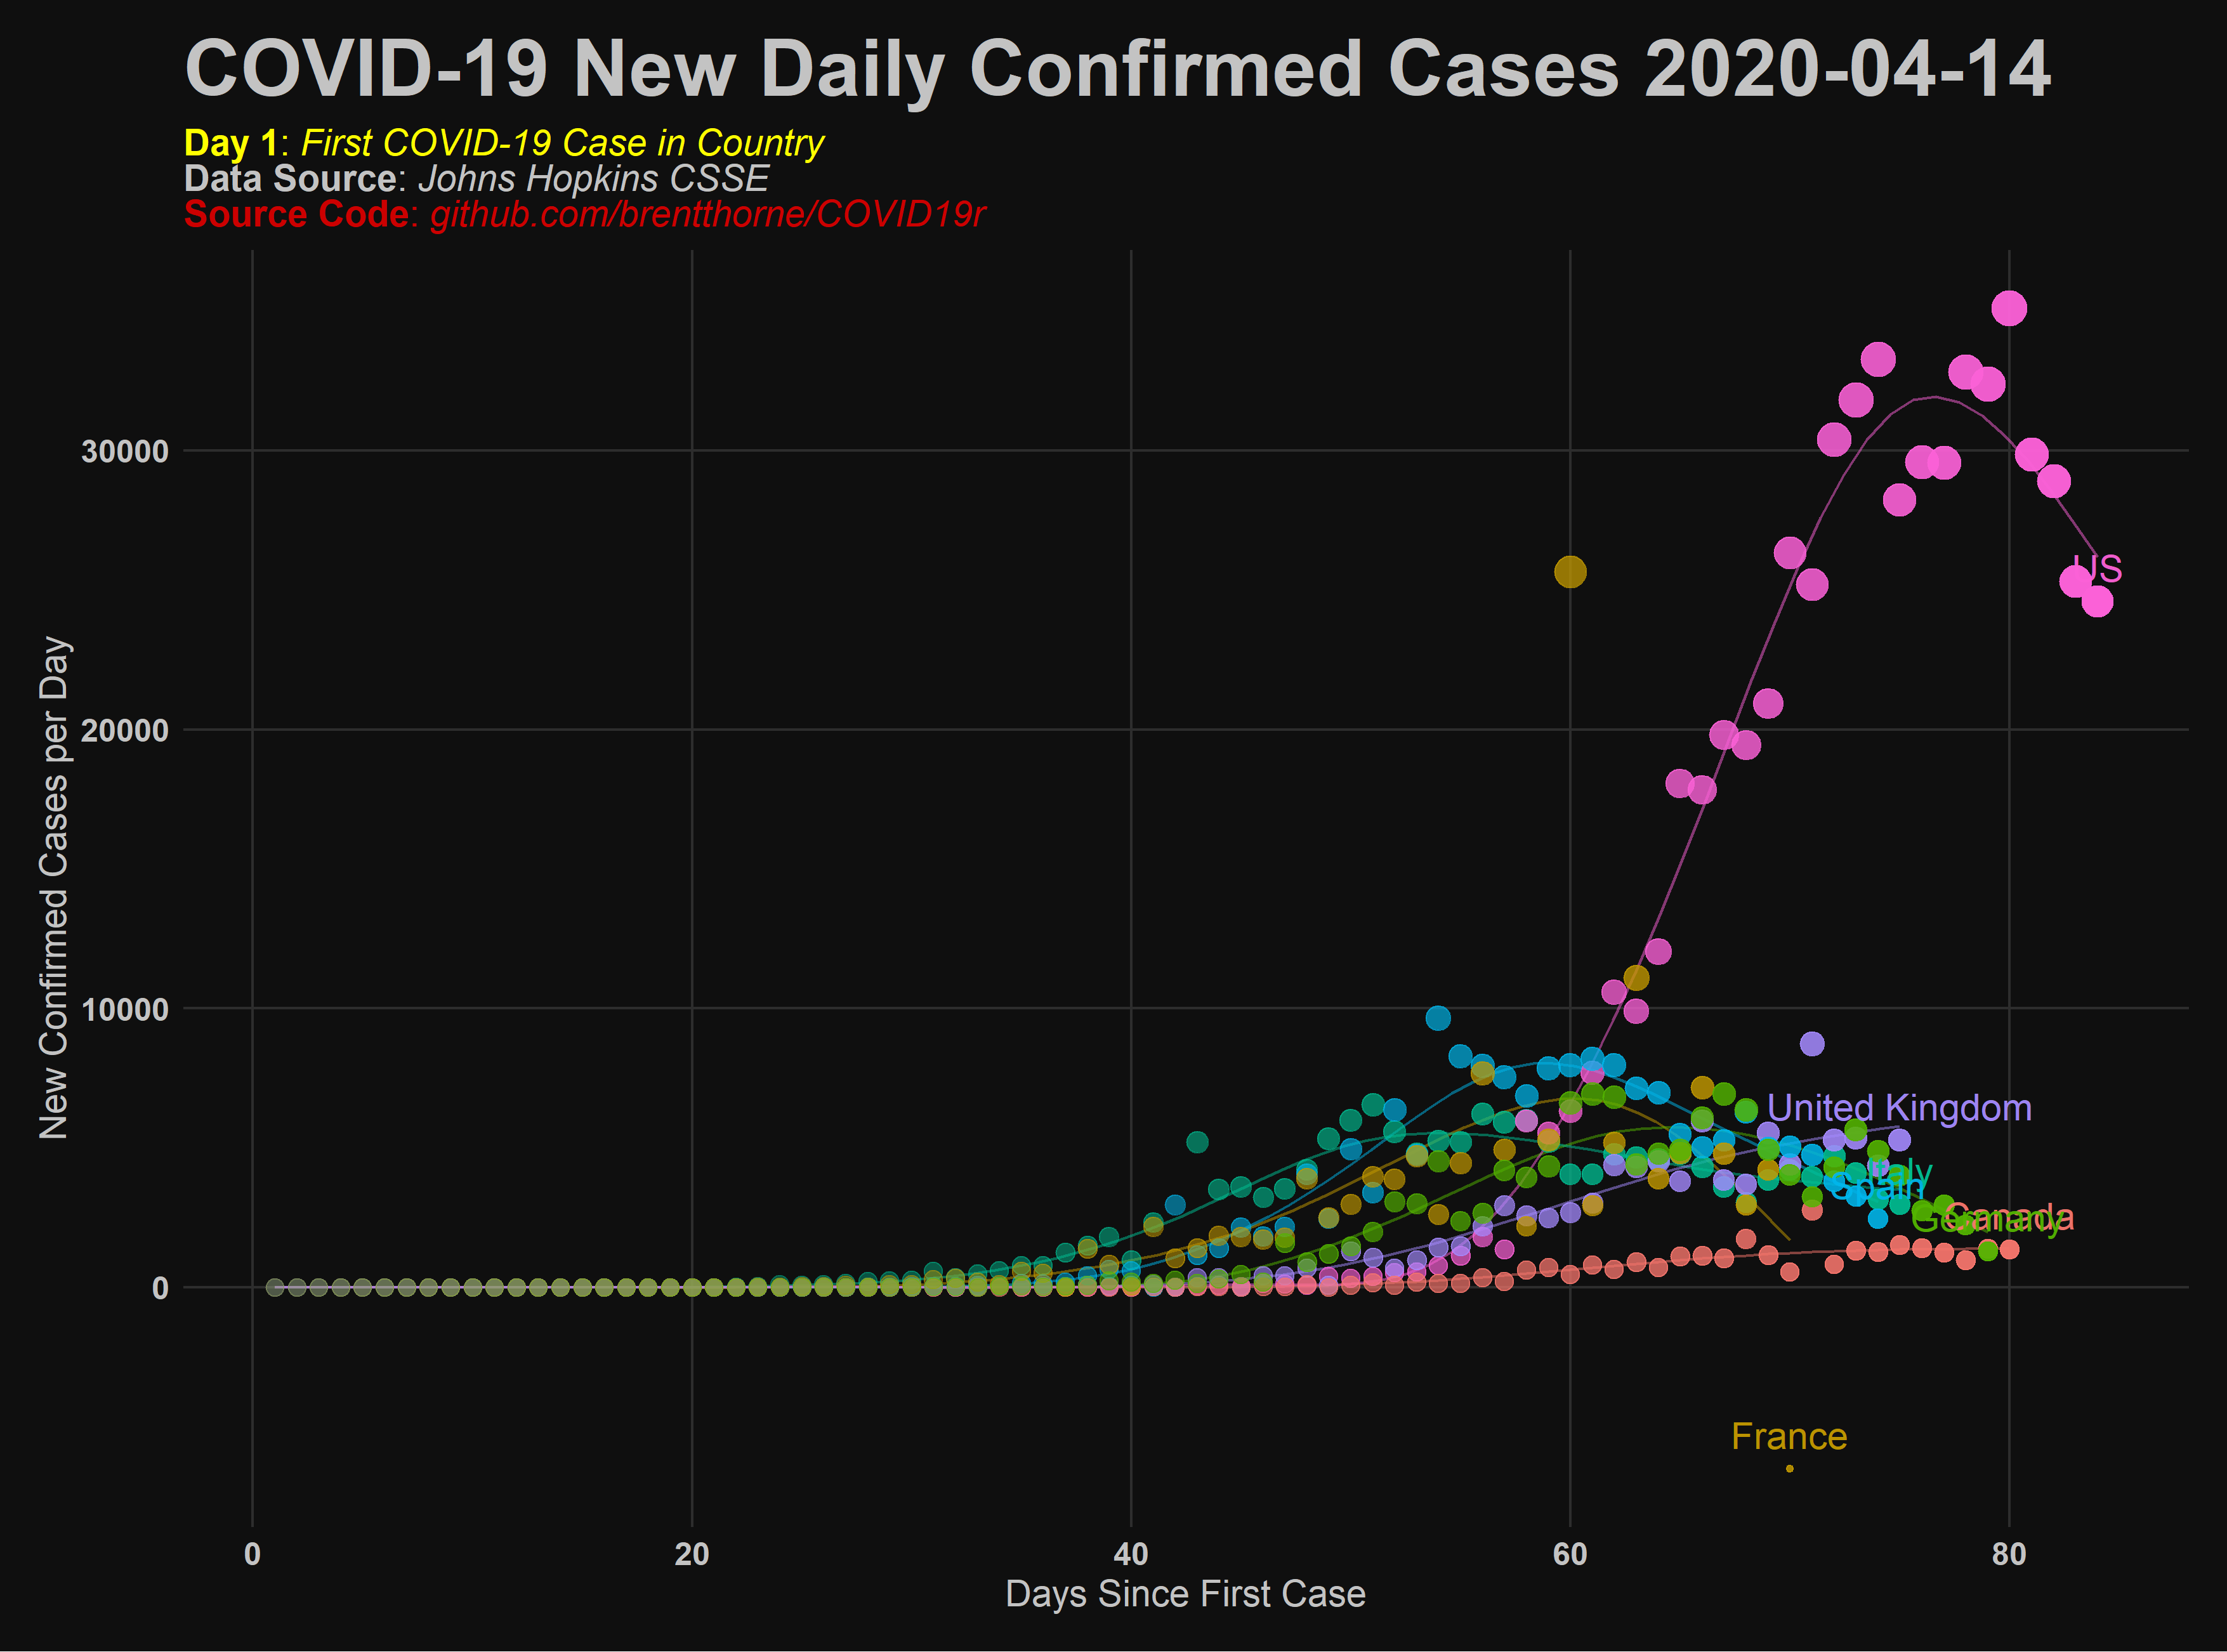 COVID-19 New Daily Confirmed Cases 2020-04-14
Day 1: First COVID-19 Case in Country
Data Source: Johns Hopkins CSSE
Source Code: github.com/brentthorne/COVID19r
New Confirmed Cases per Day
30000
20000
10000
0
US
United Kingdom
Italy
Spain
Canada
Germany
France
0
20
40
60
80
Days Since First Case